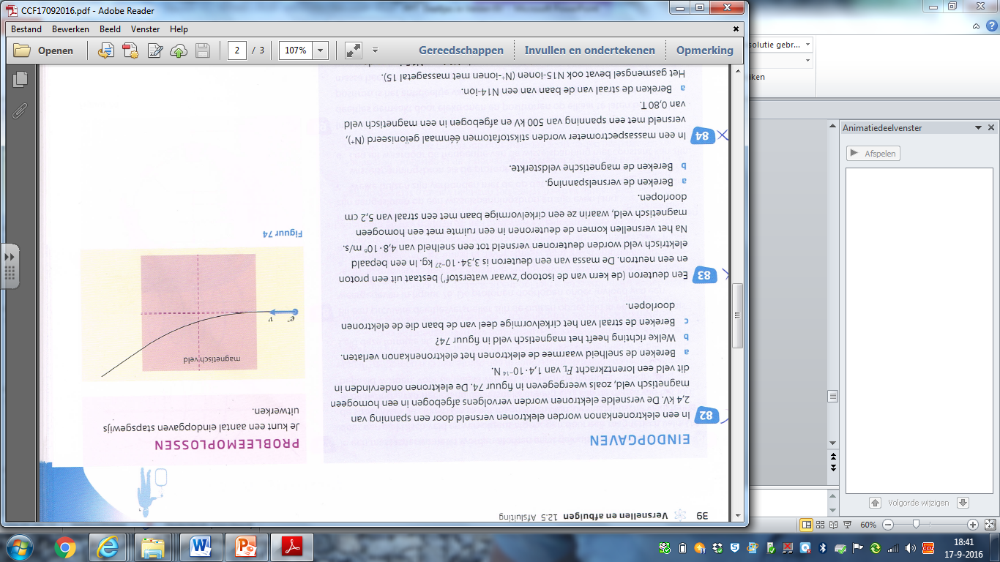 CCF17092016.pdf - Adobe Reader
Bestand Bewerken Beeld Venster Help
Openen
2 / 3
107%
Gereedschappen
Invullen en ondertekenen
Opmerking
39 Versnellen en afbuigen 12.5 Afsluiting
EINDOPGAVEN
82 In een elektronenkanon worden elektronen versneld door een spanning van
2,4 kV. De versnelde elektronen worden vervolgens afgebogen in een homogeen
magnetisch veld, zoals weergegeven in figuur 74. De elektronen ondervinden in
dit veld een lorentzkracht FL van 1,4·10⁻¹⁴ N.
a Bereken de snelheid waarmee de elektronen het elektronenkanon verlaten.
b Welke richting heeft het magnetisch veld in figuur 74?
c Bereken de straal van het cirkelvormige deel van de baan die de elektronen
doorlopen.
83 Een deuteron (de kern van de isotoop 'zwaar waterstof') bestaat uit een proton
en een neutron. De massa van een deuteron is 3,34·10⁻²⁷ kg. In een bepaald
elektrisch veld worden deuteronen versneld tot een snelheid van 4,8·10⁶ m/s.
Na het versnellen komen de deuteronen in een ruimte met een homogeen
magnetisch veld, waarin ze een cirkelvormige baan met een straal van 5,2 cm
doorlopen.
a Bereken de versnelspanning.
b Bereken de magnetische veldsterkte.
84 In een massaspectrometer worden stikstofatomen éénmaal geïoniseerd (N⁺),
versneld met een spanning van 500 kV en afgebogen in een magnetisch veld
van 0,80 T.
a Bereken de straal van de baan van een N14-ion.
Het gasmengsel bevat ook N15-ionen (N⁺-ionen met massagetal 15).
PROBLEEMOPLOSSEN
Je kunt een aantal eindopgaven stapsgewijs
uitwerken.
magnetisch veld
e⁻
v
Figuur 74
solutie gebr...
iken
Animatiedeelvenster
Afspelen
Volgorde wijzigen
60%
18:41
17-9-2016